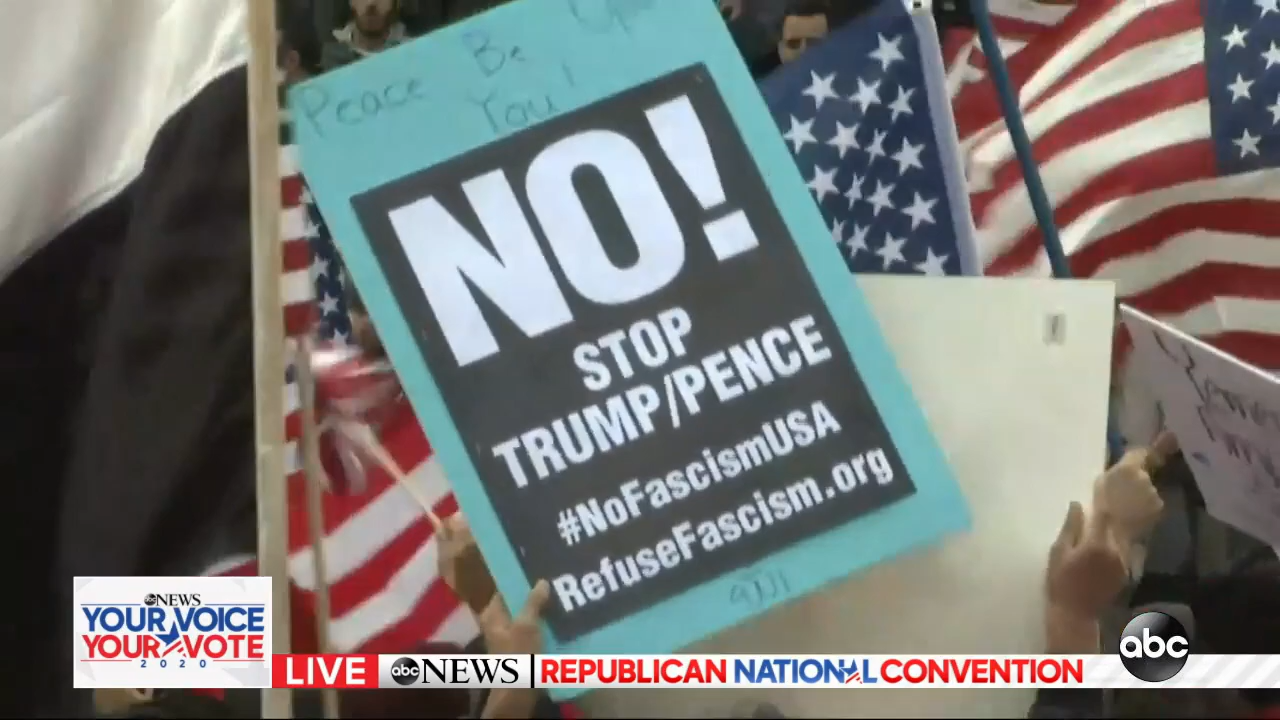 Peace Be Upon
You!
NO!
STOP
TRUMP/PENCE
#NoFascismUSA
RefuseFascism.org
abc NEWS
YOUR VOICE
YOUR VOTE
2020
LIVE
abc NEWS
REPUBLICAN NATIONAL CONVENTION
abc